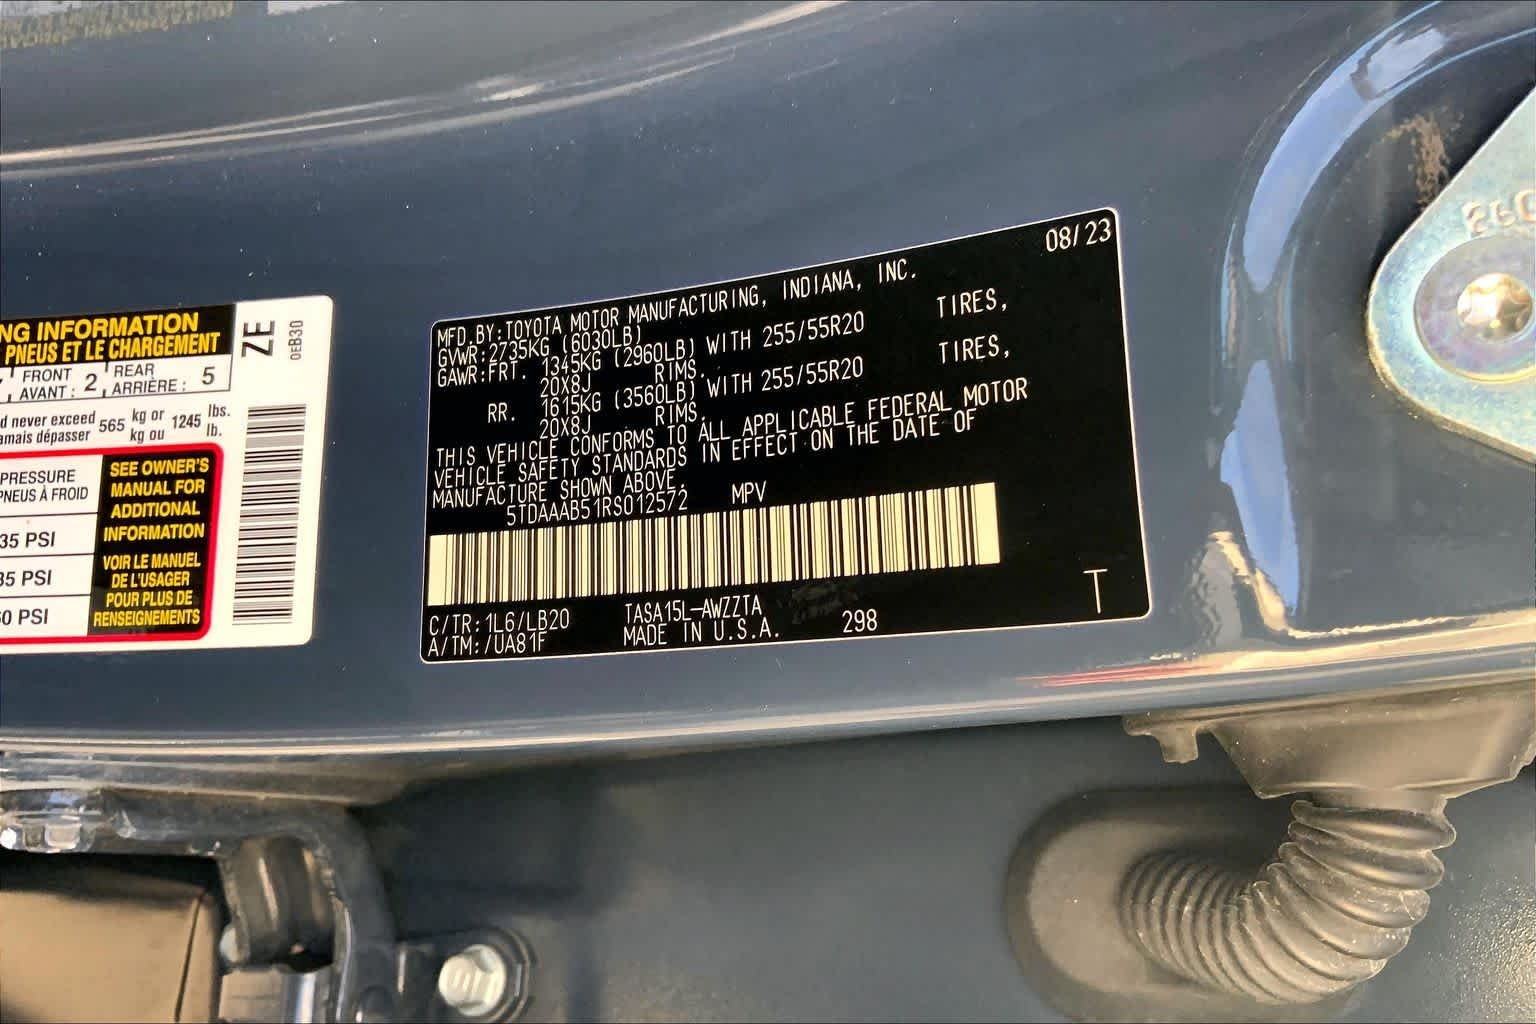 NG INFORMATION
PNEUS ET LE CHARGEMENT
FRONT
AVANT : 2
REAR
ARRIÈRE : 5
d never exceed 565 kg or 1245 lbs.
amais dépasser kg ou lb.
PRESSURE
PNEUS À FROID
35 PSI
35 PSI
60 PSI
SEE OWNER'S
MANUAL FOR
ADDITIONAL
INFORMATION
VOIR LE MANUEL
DE L'USAGER
POUR PLUS DE
RENSEIGNEMENTS
ZE
0EB30
08/23
MFD.BY:TOYOTA MOTOR MANUFACTURING, INDIANA, INC.
GVWR:2735KG (6030LB)
GAWR:FRT. 1345KG (2960LB) WITH 255/55R20 TIRES,
20X8J RIMS.
RR. 1615KG (3560LB) WITH 255/55R20 TIRES,
20X8J RIMS.
THIS VEHICLE CONFORMS TO ALL APPLICABLE FEDERAL MOTOR
VEHICLE SAFETY STANDARDS IN EFFECT ON THE DATE OF
MANUFACTURE SHOWN ABOVE.
5TDAAAB51RS012572 MPV
C/TR:1L6/LB20 TASA15L-AWZZTA
A/TM:/UA81F MADE IN U.S.A. 298
T